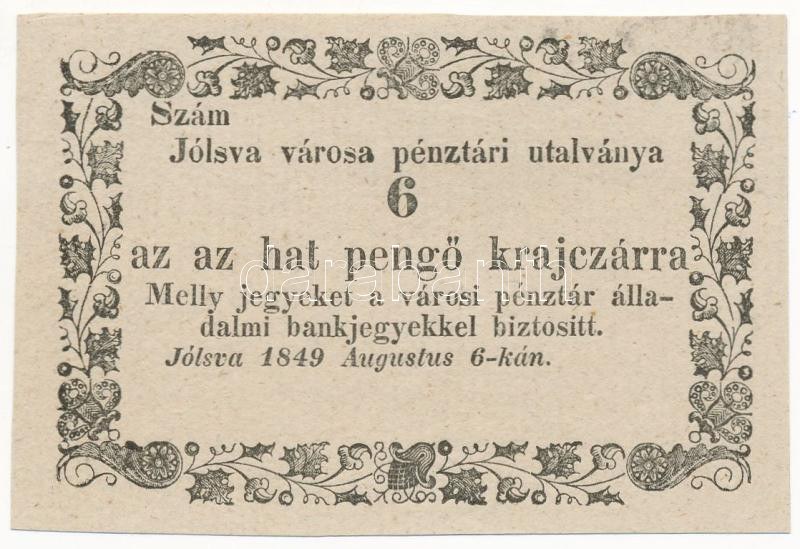 Szám
Jólsva városa pénztári utalványa
6
az az hat pengő krajczárra
Melly jegyeket a városi pénztár álla-
dalmi bankjegyekkel biztositt.
Jólsva 1849 Augustus 6-kán.
darabanth